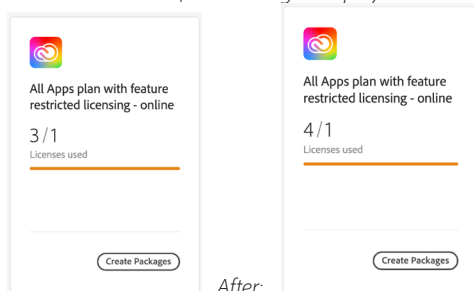 All Apps plan with feature
restricted licensing - online
3/1
Licenses used
Create Packages
After:
All Apps plan with feature
restricted licensing - online
4/1
Licenses used
Create Packages